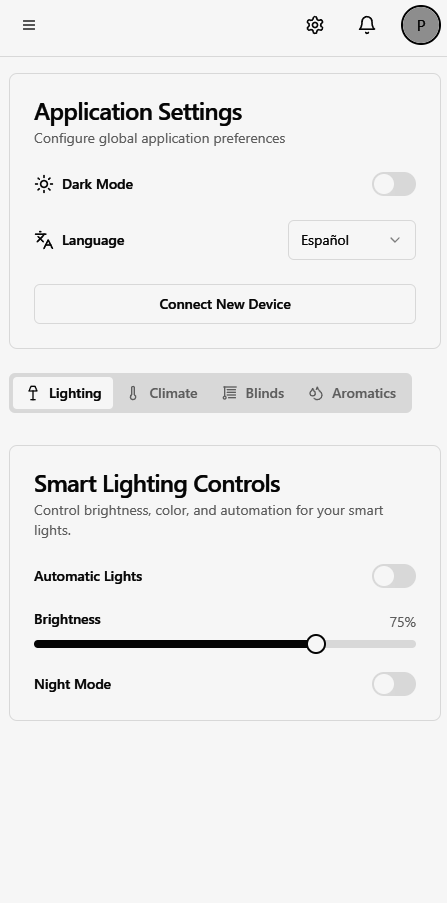 P
Application Settings
Configure global application preferences
Dark Mode
Language
Español
Connect New Device
Lighting
Climate
Blinds
Aromatics
Smart Lighting Controls
Control brightness, color, and automation for your smart
lights.
Automatic Lights
Brightness
75%
Night Mode